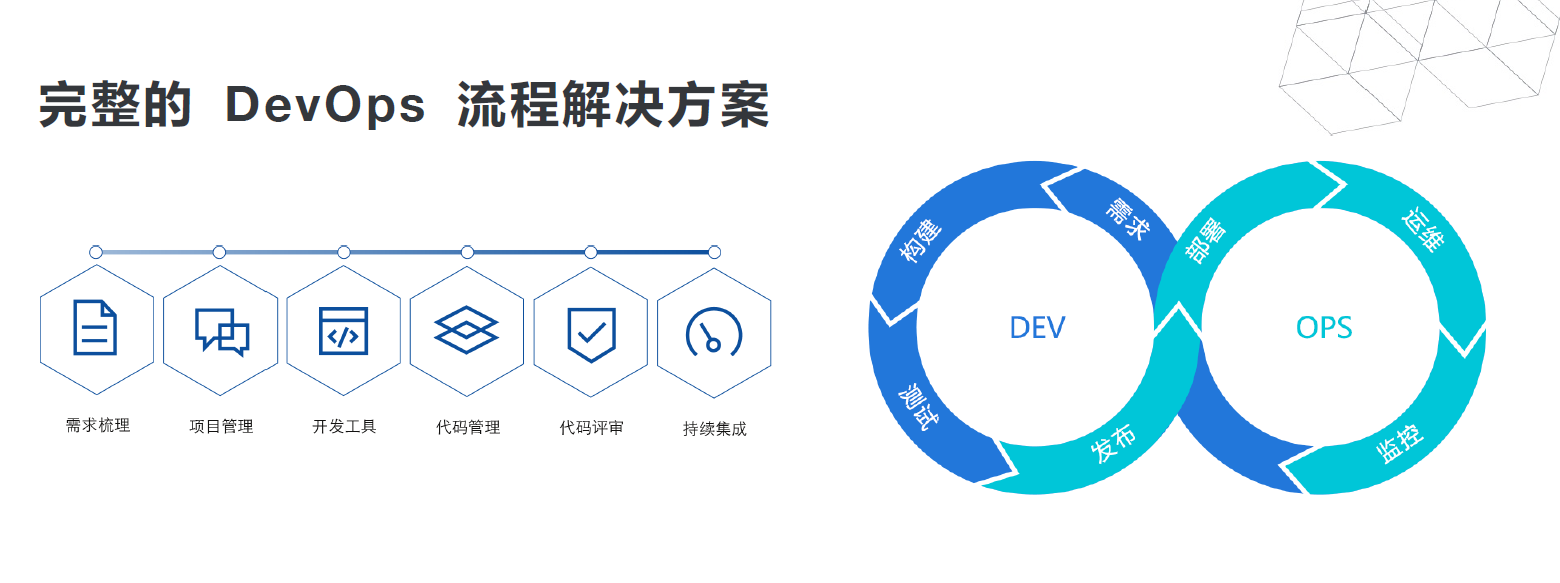 完整的 DevOps 流程解决方案
需求梳理
项目管理
开发工具
代码管理
代码评审
持续集成
需求
构建
测试
发布
部署
运维
监控
DEV
OPS